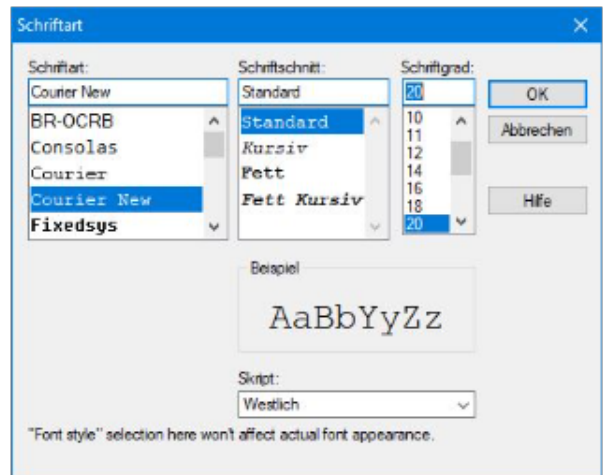 Schriftart
Schriftart:
Courier New
BR-OCRB
Consolas
Courier
Courier New
Fixedsys
Schriftschnitt:
Standard
Standard
Kursiv
Fett
Fett Kursiv
Schriftgrad:
20
10
11
12
14
16
18
20
OK
Abbrechen
Hilfe
Beispiel
AaBbYyZz
Skript:
Westlich
"Font style" selection here won't affect actual font appearance.